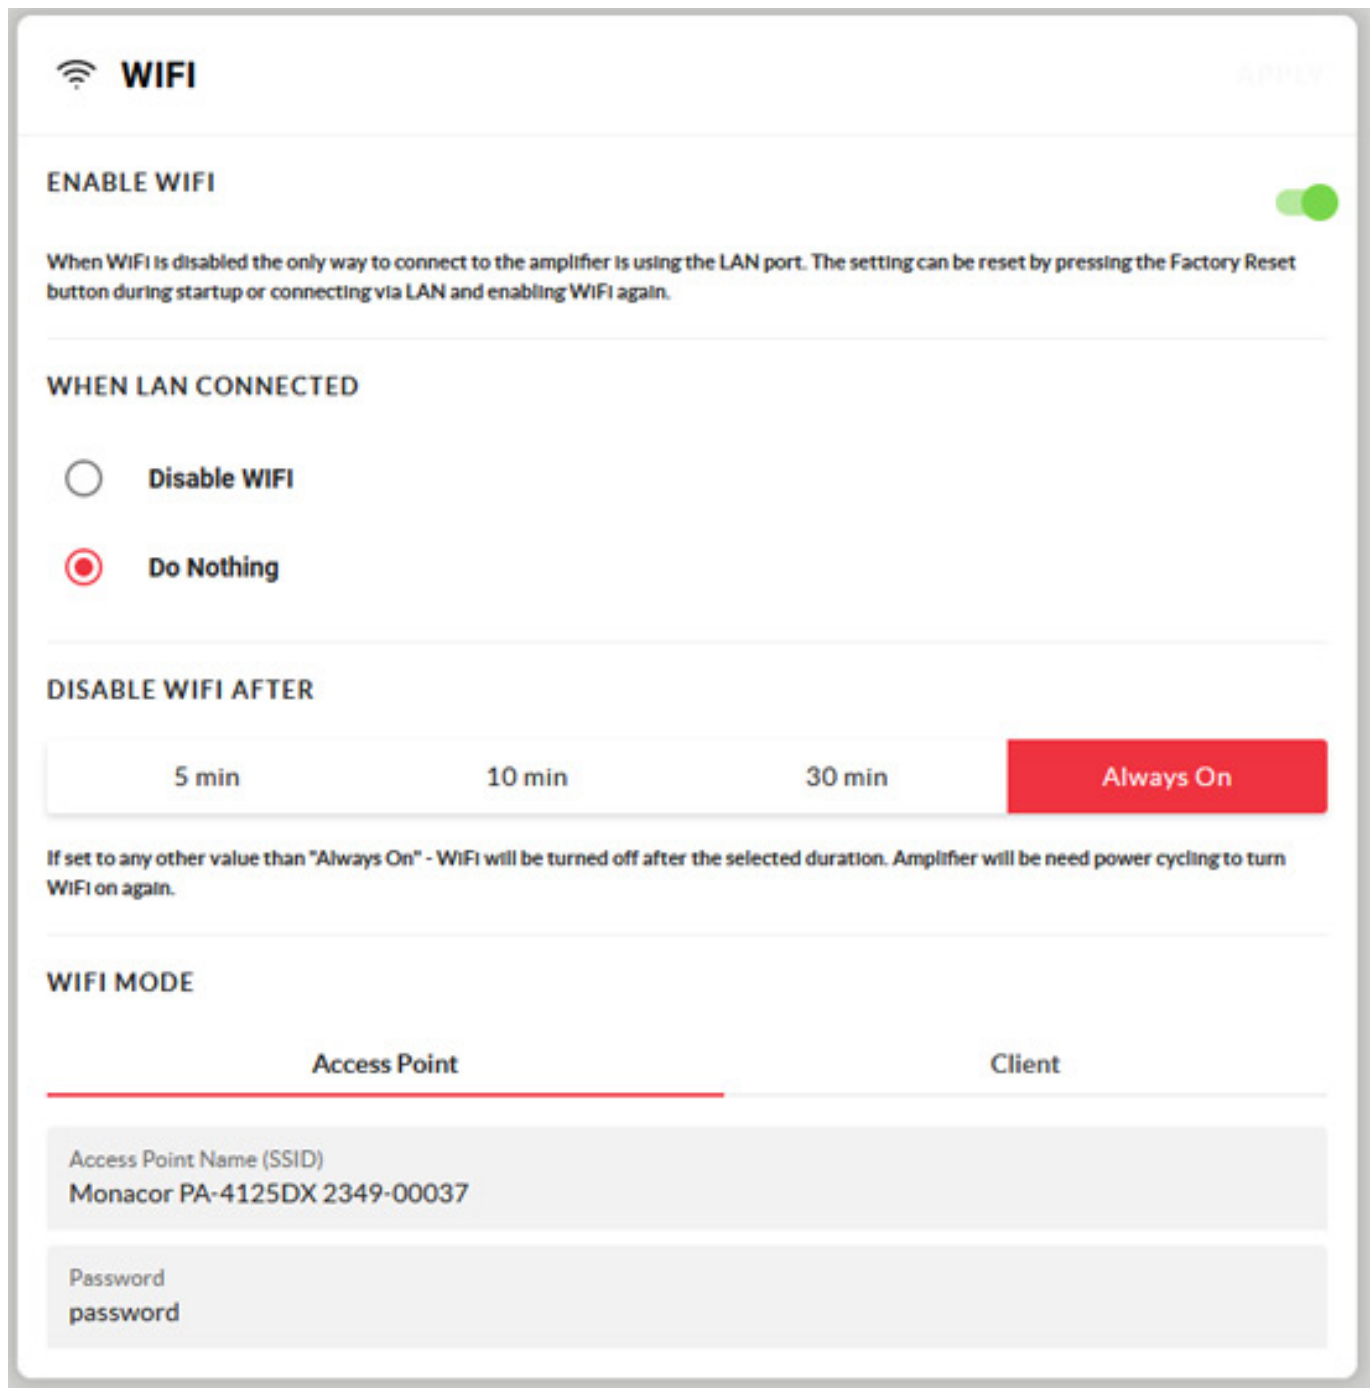 WIFI
APPLY
ENABLE WIFI
When WiFi is disabled the only way to connect to the amplifier is using the LAN port. The setting can be reset by pressing the Factory Reset
button during startup or connecting via LAN and enabling WiFi again.
WHEN LAN CONNECTED
Disable WIFI
Do Nothing
DISABLE WIFI AFTER
5 min
10 min
30 min
Always On
If set to any other value than "Always On" - WiFi will be turned off after the selected duration. Amplifier will be need power cycling to turn
WiFi on again.
WIFI MODE
Access Point
Client
Access Point Name (SSID)
Monacor PA-4125DX 2349-00037
Password
password